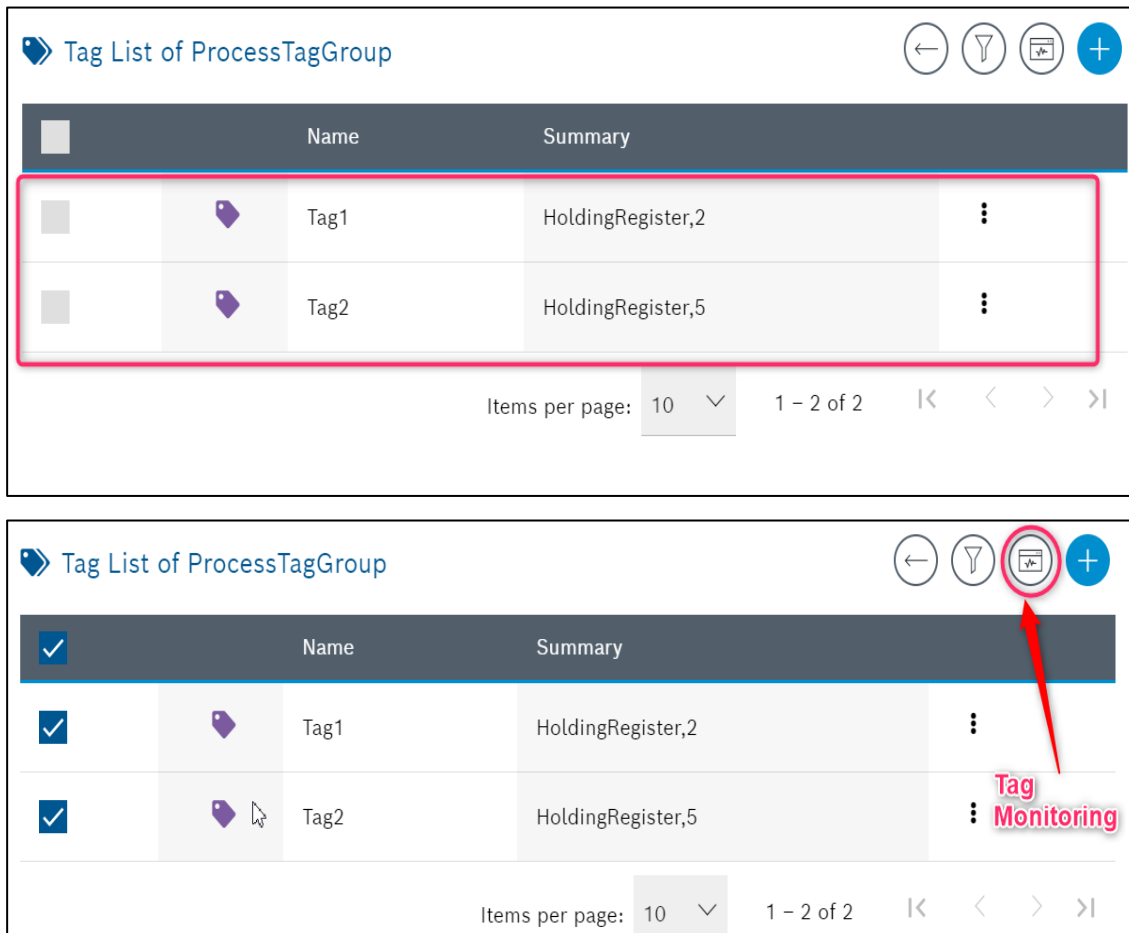 Tag List of ProcessTagGroup
Name Summary
Tag1 HoldingRegister,2
Tag2 HoldingRegister,5
Items per page: 10 1 – 2 of 2
Tag List of ProcessTagGroup
Name Summary
Tag1 HoldingRegister,2
Tag2 HoldingRegister,5
Tag
Monitoring
Items per page: 10 1 – 2 of 2